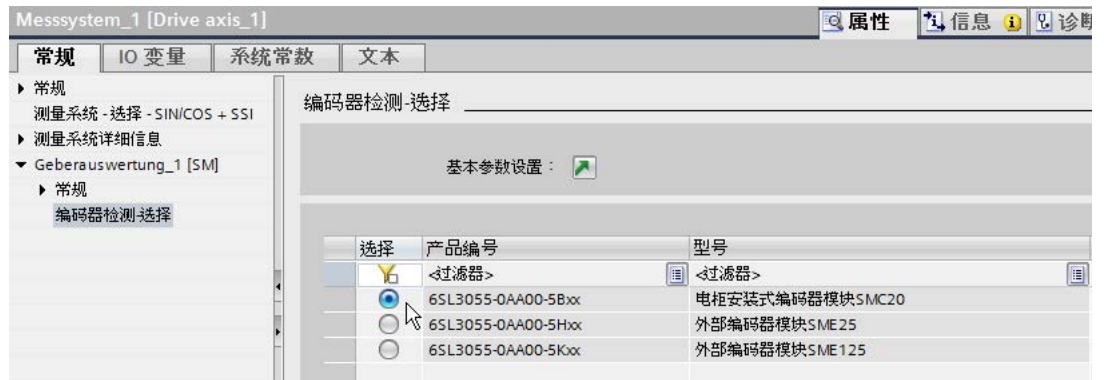 Messsystem_1 [Drive axis_1]
属性
信息
诊断
常规
IO 变量
系统常数
文本
常规
测量系统 - 选择 - SIN/COS + SSI
测量系统详细信息
Geberauswertung_1 [SM]
常规
编码器检测-选择
编码器检测-选择
基本参数设置：
选择 产品编号 型号
<过滤器> <过滤器>
6SL3055-0AA00-5Bxx 电柜安装式编码器模块SMC20
6SL3055-0AA00-5Hxx 外部编码器模块SME25
6SL3055-0AA00-5Kxx 外部编码器模块SME125